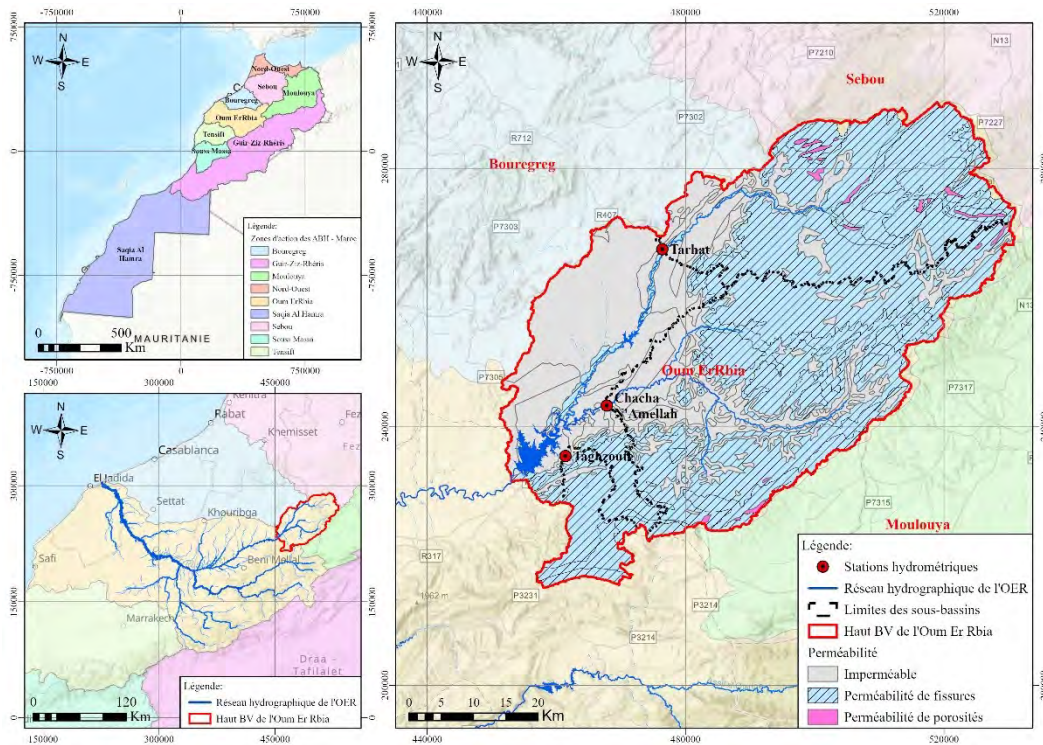 -750000
0
750000
N
W
E
S
Nord-Ouest
Sebou
Bouregreg
Moulouya
Oum ErRbia
Tensift
Souss-Massa
Guir-Ziz-Rhéris
Saqia Al
Hamra
Légende:
Zones d'action des ABH - Maroc
Bouregreg
Guir-Ziz-Rhéris
Moulouya
Nord-Ouest
Oum ErRbia
Saqia Al Hamra
Sebou
Souss Massa
Tensift
0
500
Km
MAURITANIE
750000
0
-750000
-750000
0
750000
150000
300000
450000
N
W
E
S
Kenitra
Rabat
Fez
Khemisset
Casablanca
El Jadida
Settat
Khouribga
Safi
Beni Mellal
Marrakech
Draa -
Tafilalet
0
120
Km
Légende:
Réseau hydrographique de l'OER
Haut BV de l'Oum Er Rbia
300000
150000
0
150000
300000
450000
440000
480000
520000
N
W
E
S
P7210
N13
Sebou
P7302
P7227
R712
Bouregreg
280000
R407
P7303
Tarhat
P7305
Oum ErRbia
P7317
Chacha
Amellah
240000
Taghzout
P7315
Moulouya
R317
1962 m
P3231
P3214
P3214
200000
Légende:
Stations hydrométriques
Réseau hydrographique de l'OER
Limites des sous-bassins
Haut BV de l'Oum Er Rbia
Perméabilité
Imperméable
Perméabilité de fissures
Perméabilité de porosités
0
5
10
15
20
Km
440000
480000
520000